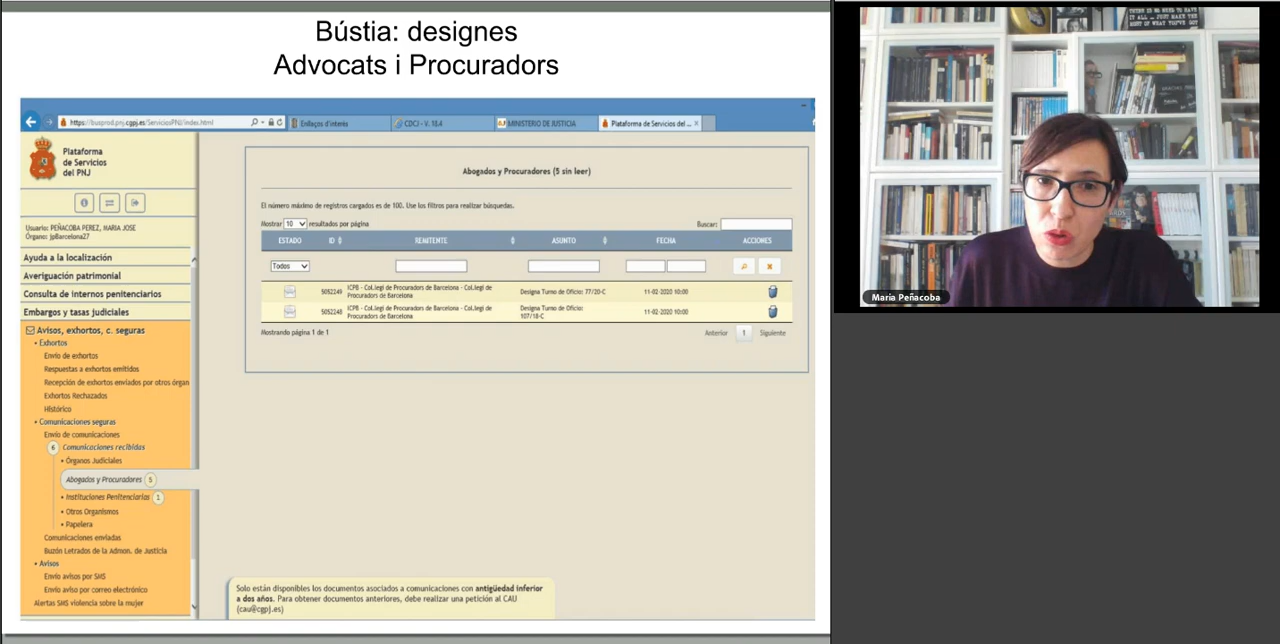 Bústia: designes
Advocats i Procuradors
https://busprod.pnj.cgpj.es/ServiciosPNJ/index.html
Enllaços d'interès
CDCJ - V. 18.4
MINISTERIO DE JUSTICIA
Plataforma de Servicios del ...
Plataforma
de Servicios
del PNJ
Usuario: PEÑACOBA PEREZ, MARIA JOSE
Órgano: jpBarcelona27
Ayuda a la localización
Averiguación patrimonial
Consulta de internos penitenciarios
Embargos y tasas judiciales
Avisos, exhortos, c. seguras
• Exhortos
Envío de exhortos
Respuestas a exhortos emitidos
Recepción de exhortos enviados por otros órgan
Exhortos Rechazados
Histórico
• Comunicaciones seguras
Envío de comunicaciones
6 Comunicaciones recibidas
• Órganos Judiciales
Abogados y Procuradores 5
• Instituciones Penitenciarias 1
• Otros Organismos
• Papelera
Comunicaciones enviadas
Buzón Letrados de la Admon. de Justicia
• Avisos
Envío avisos por SMS
Envío aviso por correo electrónico
Alertas SMS violencia sobre la mujer
Abogados y Procuradores (5 sin leer)
El número máximo de registros cargados es de 100. Use los filtros para realizar búsquedas.
Mostrar 10 resultados por página
Buscar:
ESTADO ID REMITENTE ASUNTO FECHA ACCIONES
Todos
5052249 ICPB - Col.legi de Procuradors de Barcelona - Col.legi de Procuradors de Barcelona Designa Turno de Oficio: 77/20-C 11-02-2020 10:00
5052248 ICPB - Col.legi de Procuradors de Barcelona - Col.legi de Procuradors de Barcelona Designa Turno de Oficio: 107/18-C 11-02-2020 10:00
Mostrando página 1 de 1
Anterior 1 Siguiente
Solo están disponibles los documentos asociados a comunicaciones con antigüedad inferior
a dos años. Para obtener documentos anteriores, debe realizar una petición al CAU
(cau@cgpj.es)
Maria Peñacoba